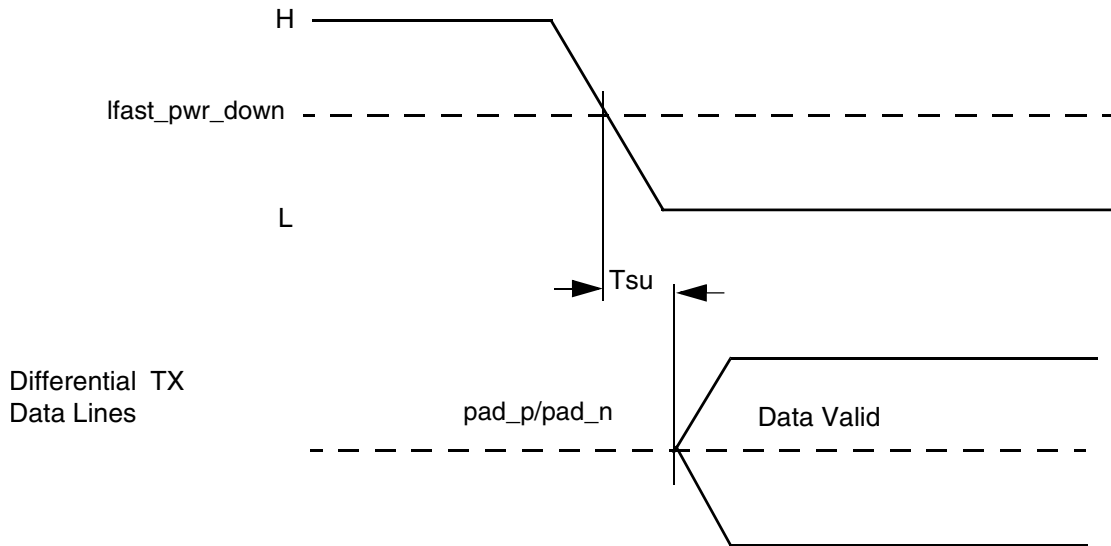 H
lfast_pwr_down
L
Tsu
Differential TX
Data Lines
pad_p/pad_n
Data Valid